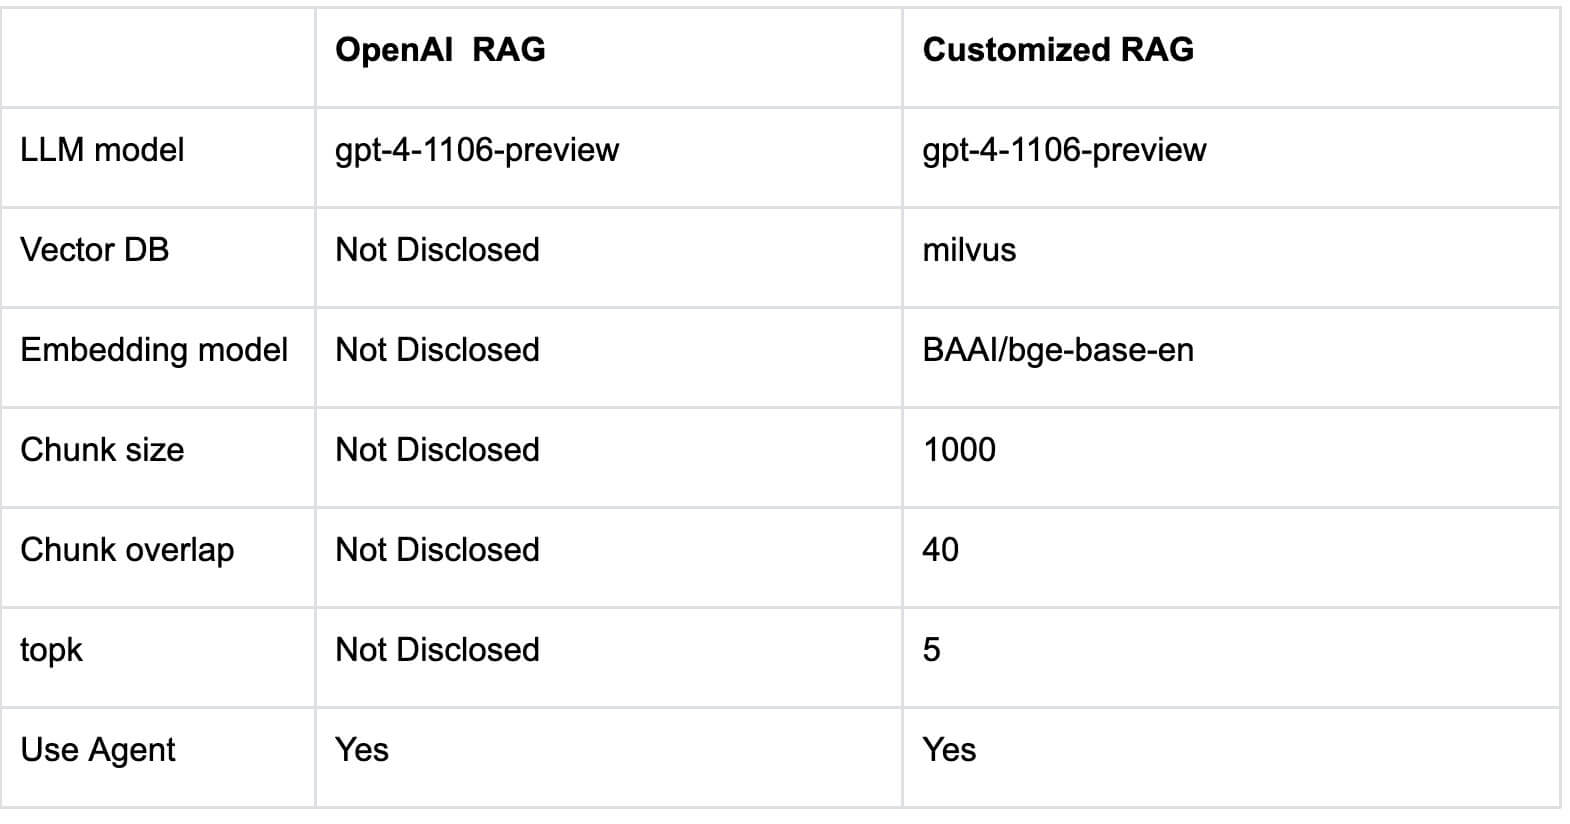 OpenAI  RAG Customized RAG
LLM model gpt-4-1106-preview gpt-4-1106-preview
Vector DB Not Disclosed milvus
Embedding model Not Disclosed BAAI/bge-base-en
Chunk size Not Disclosed 1000
Chunk overlap Not Disclosed 40
topk Not Disclosed 5
Use Agent Yes Yes